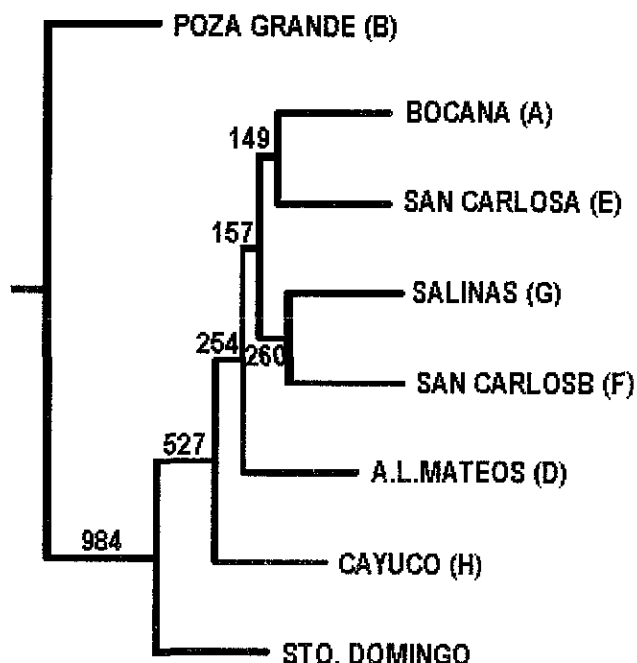 POZA GRANDE (B)
BOCANA (A)
149
SAN CARLOSA (E)
157
SALINAS (G)
254
260
SAN CARLOSB (F)
527
A.L.MATEOS (D)
984
CAYUCO (H)
STO. DOMINGO